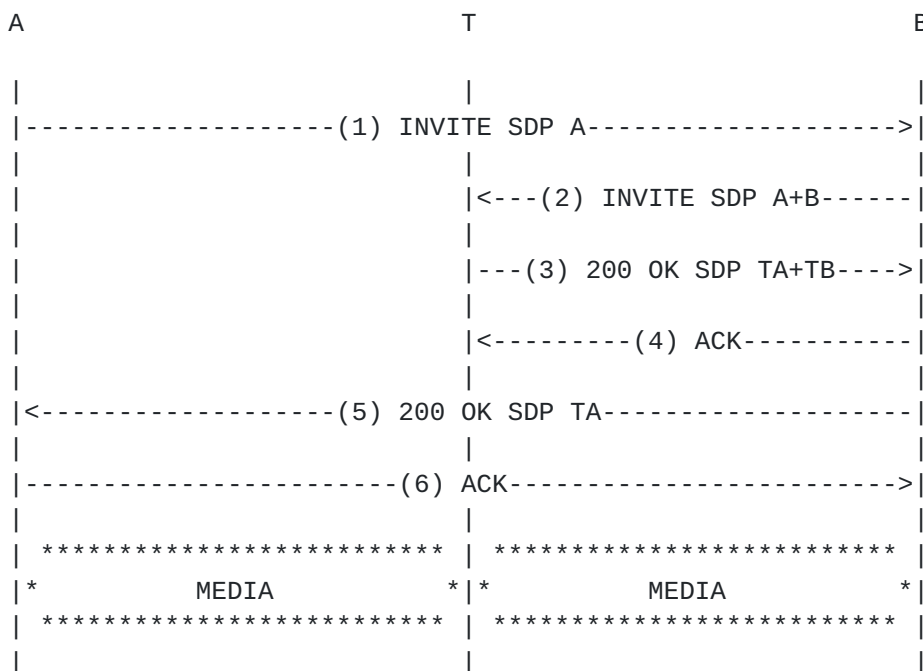 A T B
(1) INVITE SDP A
(2) INVITE SDP A+B
(3) 200 OK SDP TA+TB
(4) ACK
(5) 200 OK SDP TA
(6) ACK
MEDIA MEDIA